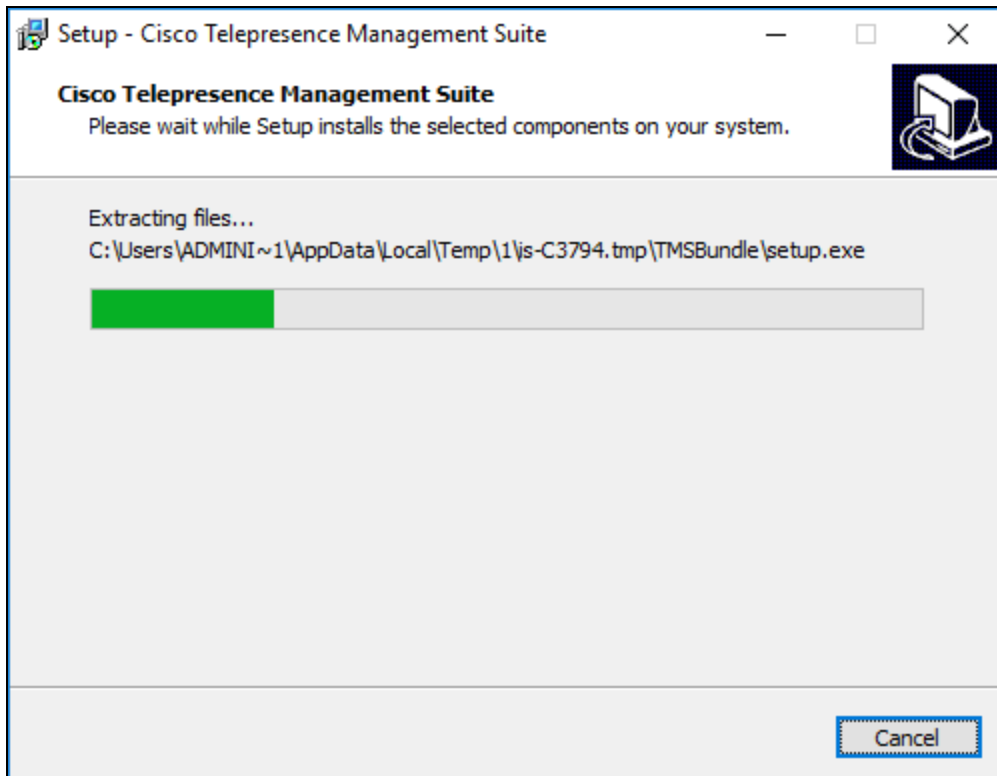 Setup - Cisco Telepresence Management Suite
Cisco Telepresence Management Suite
Please wait while Setup installs the selected components on your system.
Extracting files...
C:\Users\ADMINI~1\AppData\Local\Temp\1\is-C3794.tmp\TMSBundle\setup.exe
Cancel